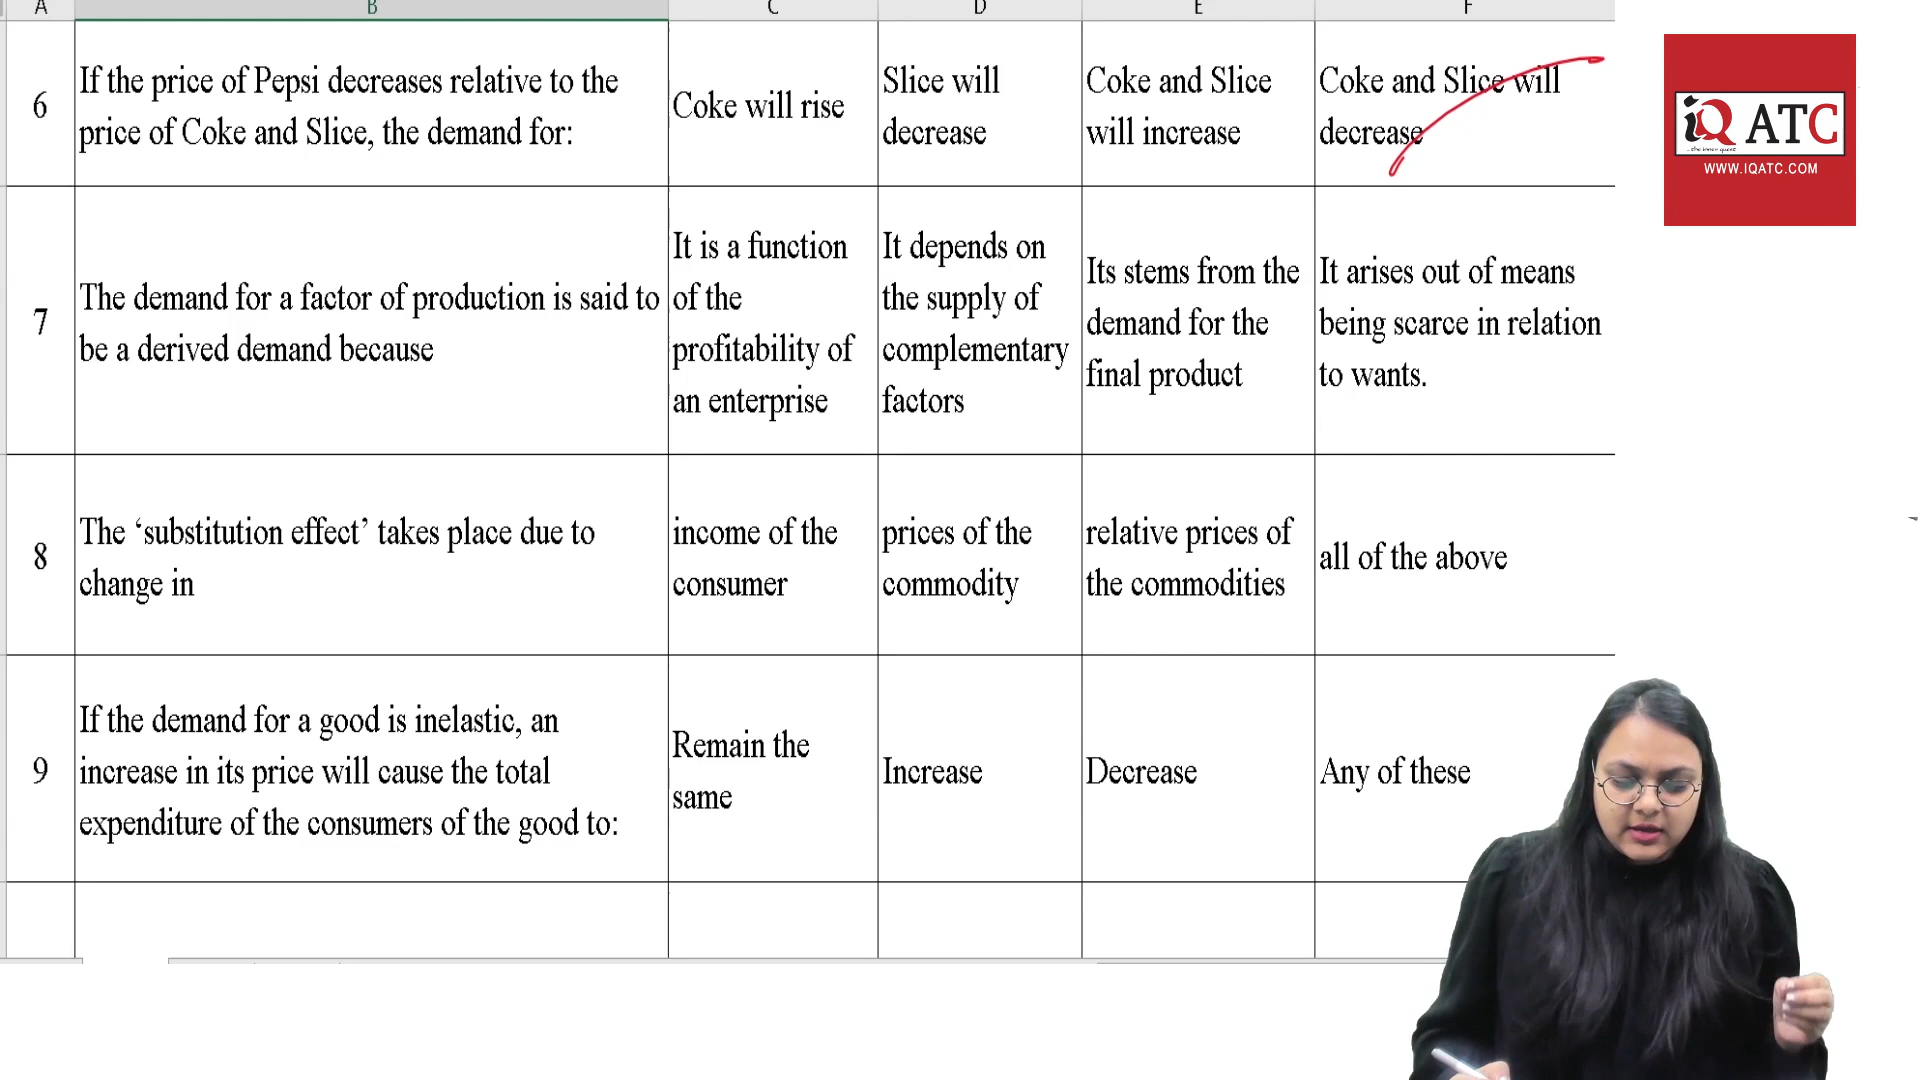 A B C D E F
6
If the price of Pepsi decreases relative to the
price of Coke and Slice, the demand for:
Coke will rise
Slice will
decrease
Coke and Slice
will increase
Coke and Slice will
decrease
7
The demand for a factor of production is said to
be a derived demand because
It is a function
of the
profitability of
an enterprise
It depends on
the supply of
complementary
factors
Its stems from the
demand for the
final product
It arises out of means
being scarce in relation
to wants.
8
The ‘substitution effect’ takes place due to
change in
income of the
consumer
prices of the
commodity
relative prices of
the commodities
all of the above
9
If the demand for a good is inelastic, an
increase in its price will cause the total
expenditure of the consumers of the good to:
Remain the
same
Increase
Decrease
Any of these
iQ ATC
...the inner quest
WWW.IQATC.COM